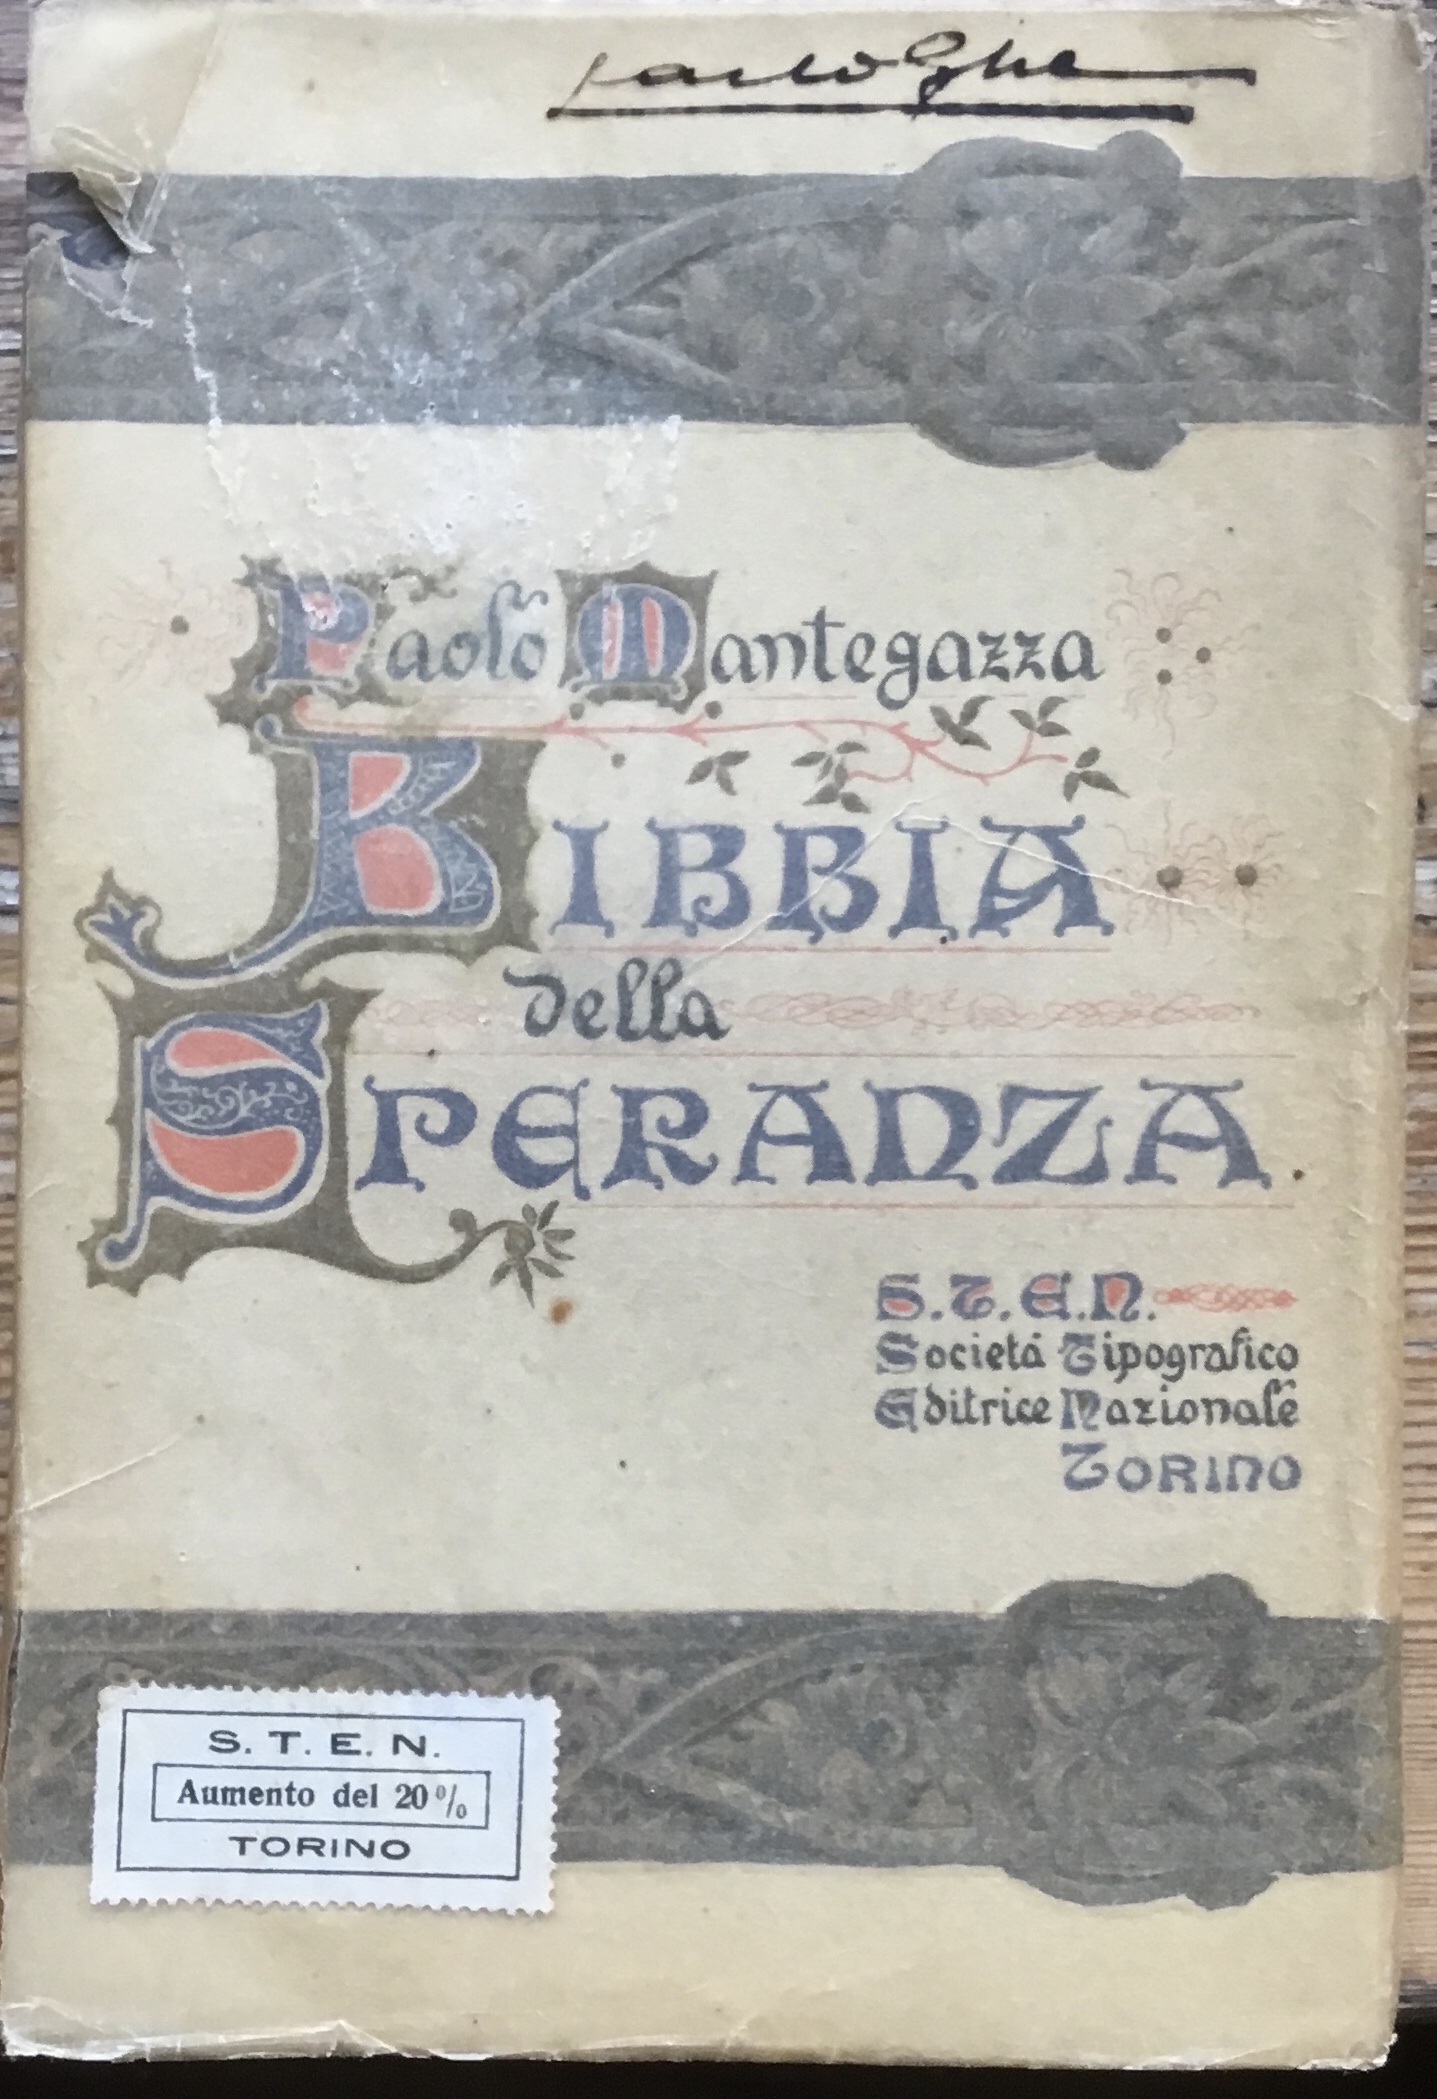 Paolo Mantegazza
BIBBIA
della
SPERANZA.
S.T.E.N.
Società Tipografico
Editrice Nazionale
TORINO
S. T. E. N.
Aumento del 20%
TORINO